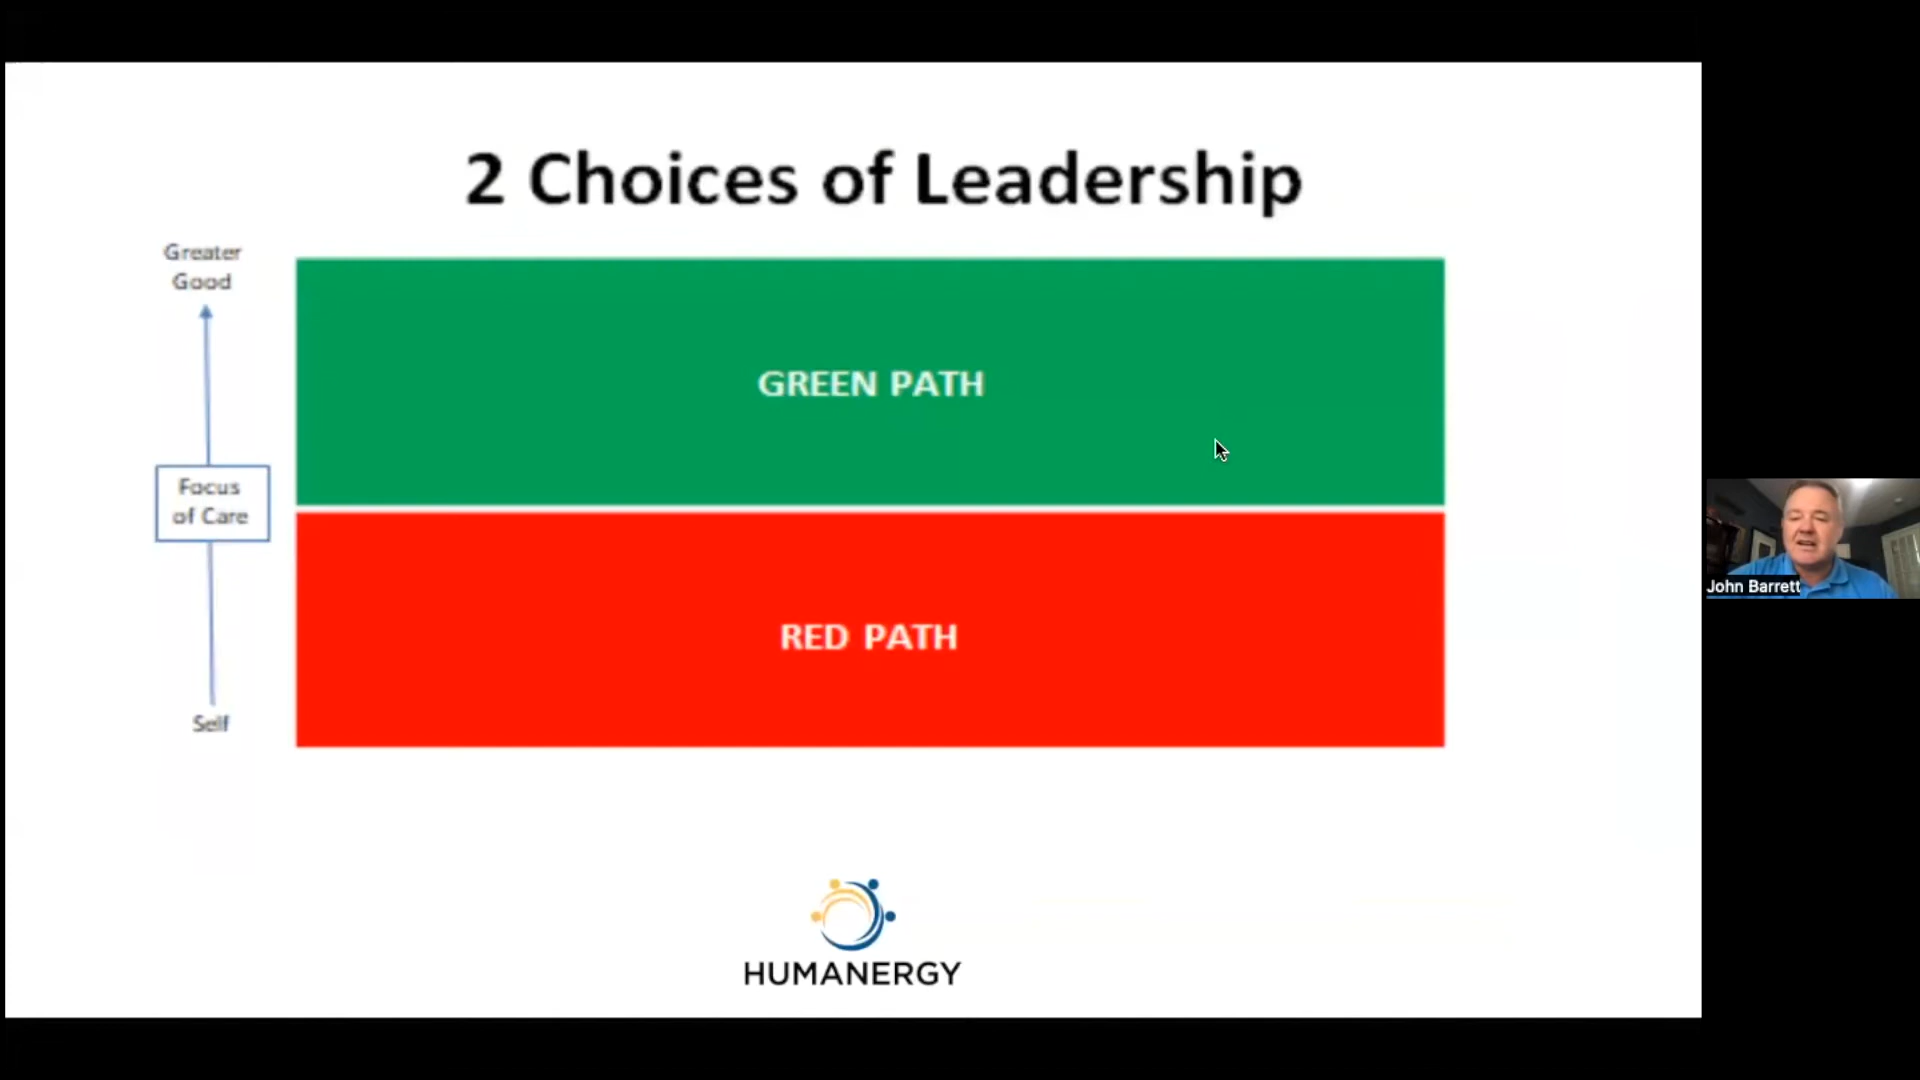 2 Choices of Leadership
Greater
Good
GREEN PATH
Focus
of Care
RED PATH
Self
John Barrett
HUMANERGY